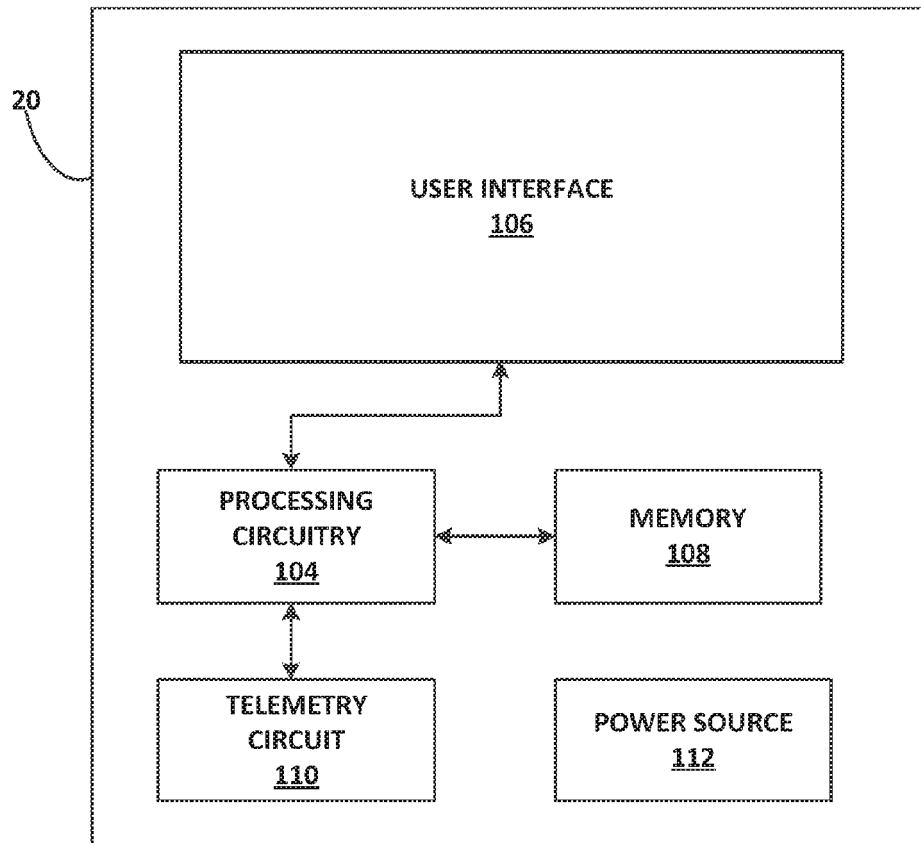 20
USER INTERFACE
106
PROCESSING
CIRCUITRY
104
MEMORY
108
TELEMETRY
CIRCUIT
110
POWER SOURCE
112